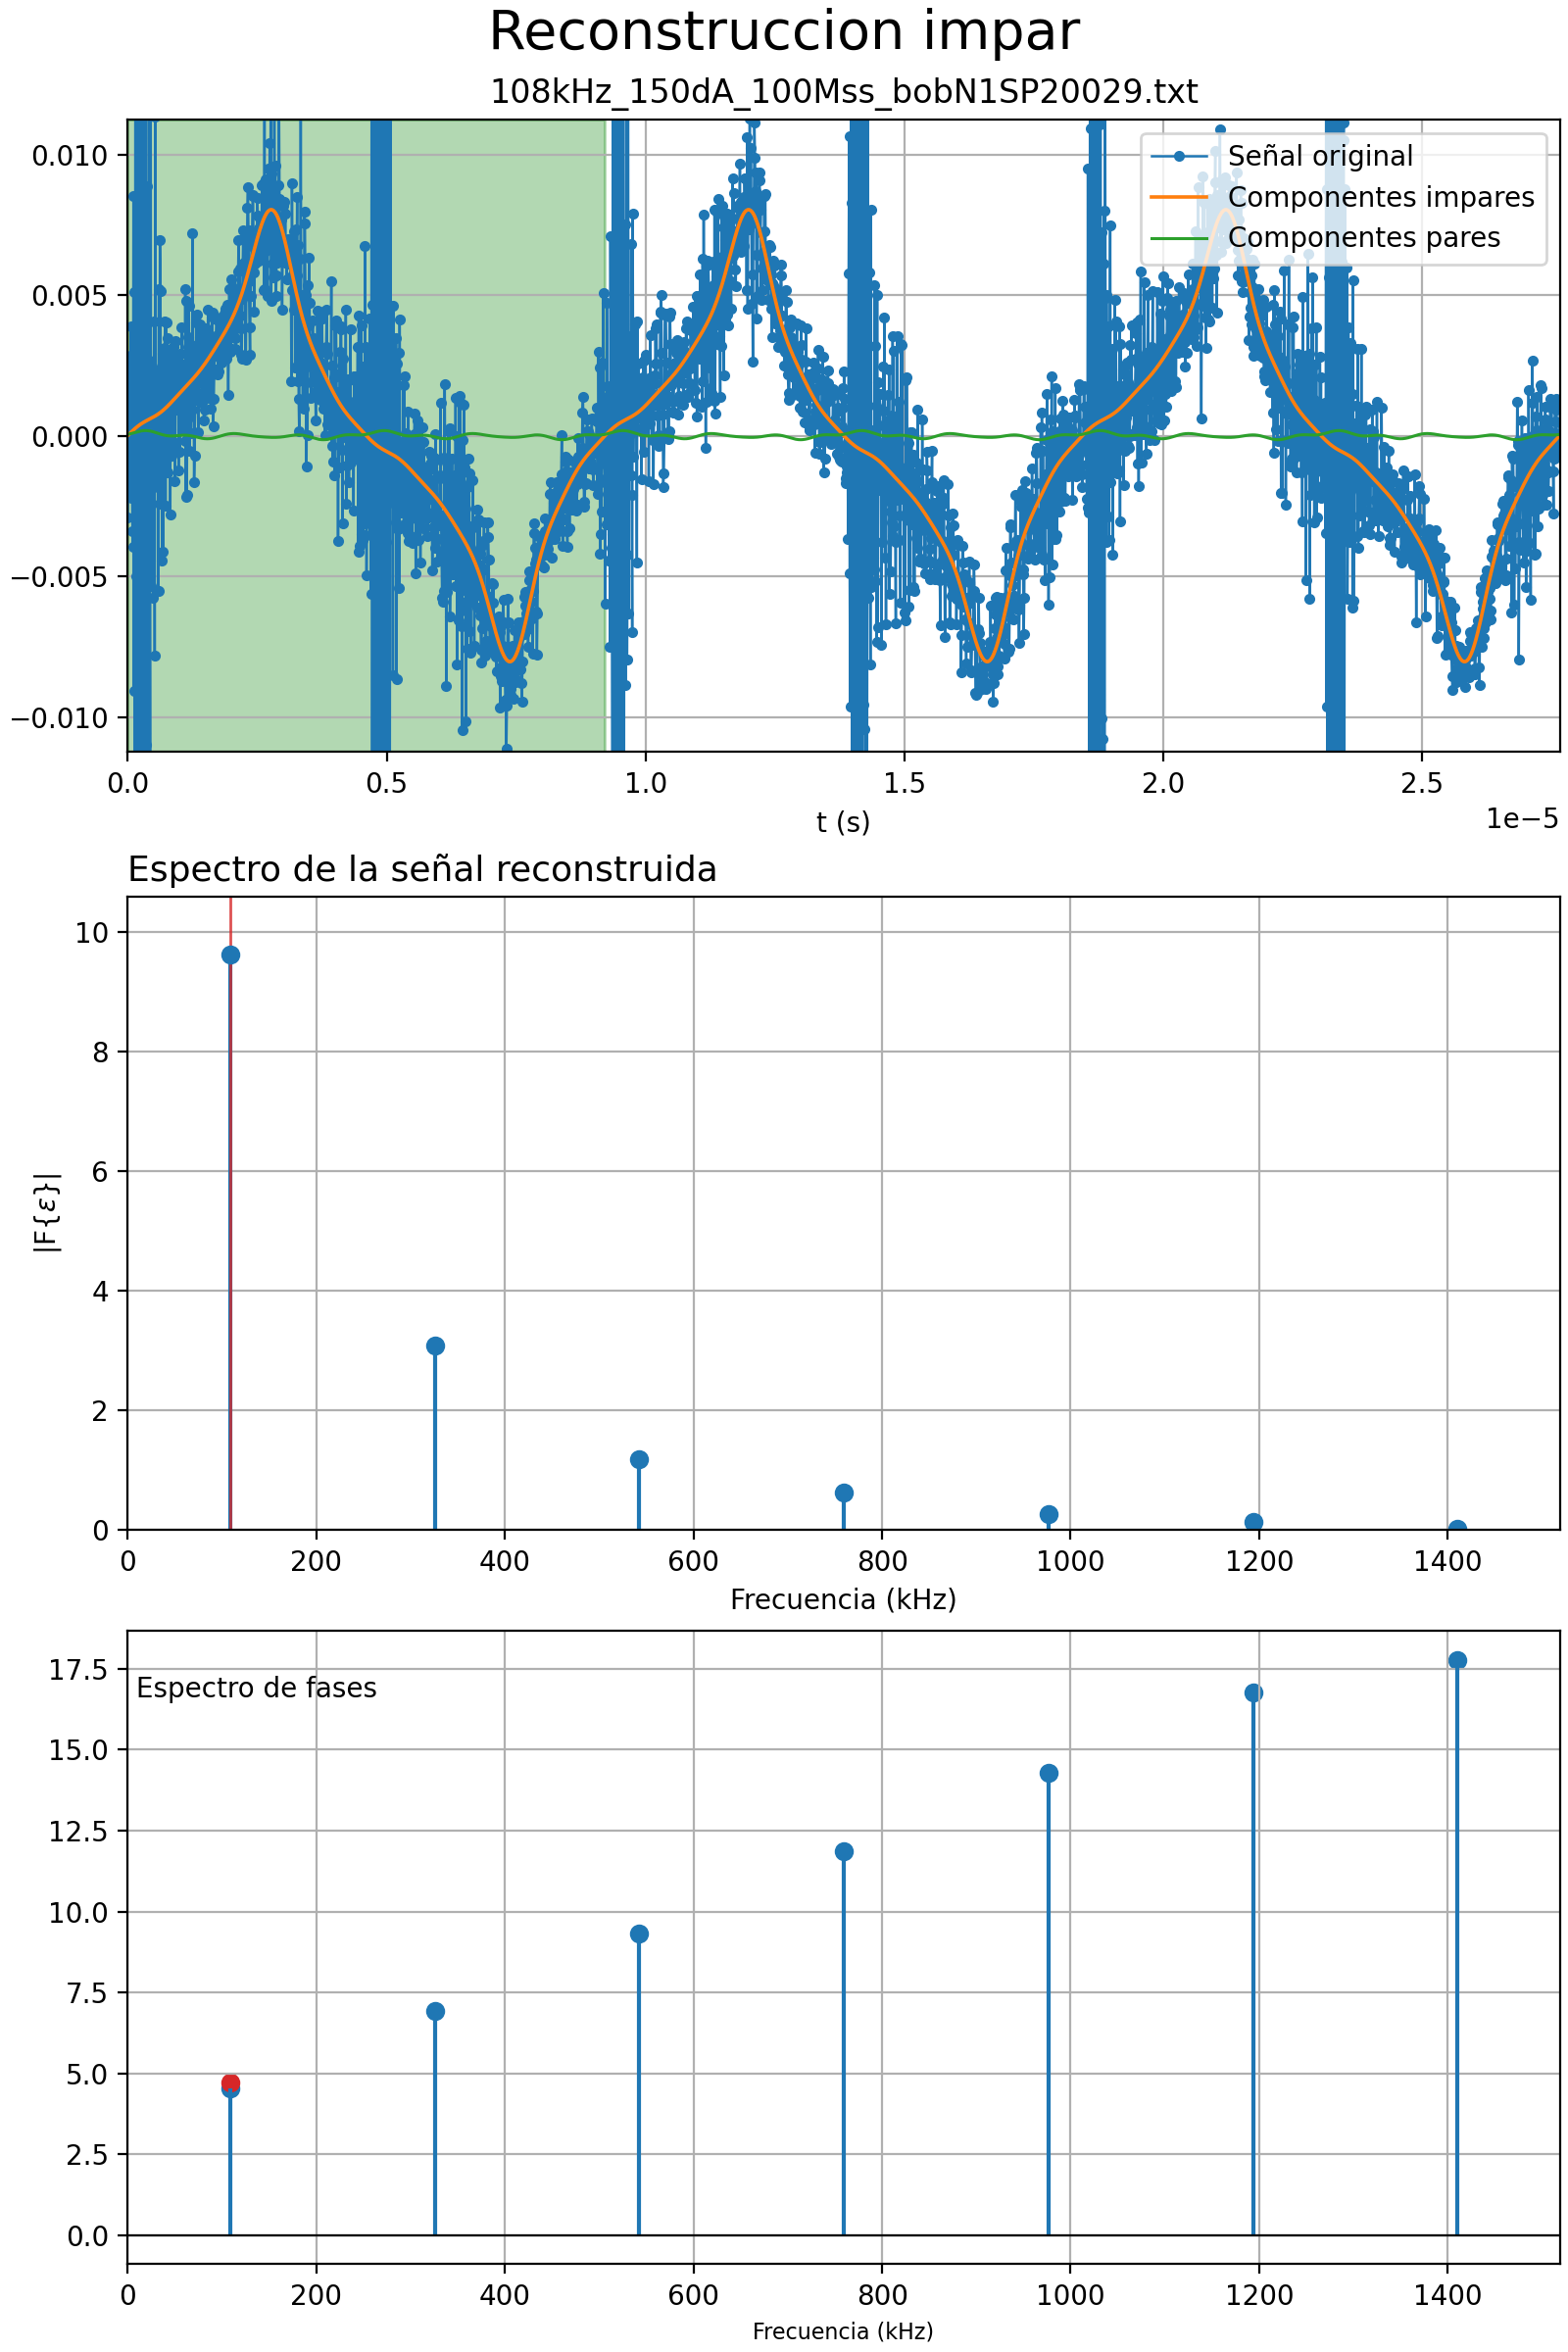 Reconstruccion impar
108kHz_150dA_100Mss_bobN1SP20029.txt
0.010
0.005
0.000
−0.005
−0.010
Señal original
Componentes impares
Componentes pares
0.0 0.5 1.0 1.5 2.0 2.5
1e−5
t (s)
Espectro de la señal reconstruida
10
8
6
4
2
0
|F{ε}|
0 200 400 600 800 1000 1200 1400
Frecuencia (kHz)
17.5
15.0
12.5
10.0
7.5
5.0
2.5
0.0
Espectro de fases
0 200 400 600 800 1000 1200 1400
Frecuencia (kHz)